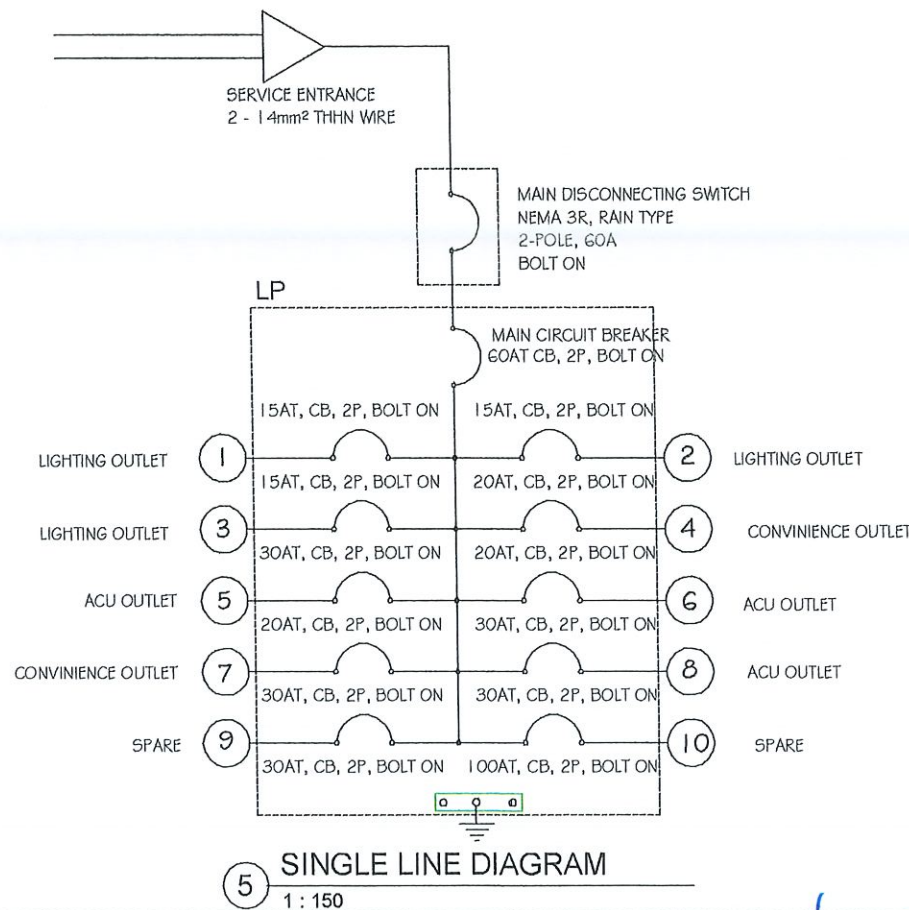 SERVICE ENTRANCE
2 - 14mm² THHN WIRE
MAIN DISCONNECTING SWITCH
NEMA 3R, RAIN TYPE
2-POLE, 60A
BOLT ON
LP
MAIN CIRCUIT BREAKER
60AT CB, 2P, BOLT ON
15AT, CB, 2P, BOLT ON 15AT, CB, 2P, BOLT ON
LIGHTING OUTLET 1 2 LIGHTING OUTLET
15AT, CB, 2P, BOLT ON 20AT, CB, 2P, BOLT ON
LIGHTING OUTLET 3 4 CONVINIENCE OUTLET
30AT, CB, 2P, BOLT ON 20AT, CB, 2P, BOLT ON
ACU OUTLET 5 6 ACU OUTLET
20AT, CB, 2P, BOLT ON 30AT, CB, 2P, BOLT ON
CONVINIENCE OUTLET 7 8 ACU OUTLET
30AT, CB, 2P, BOLT ON 30AT, CB, 2P, BOLT ON
SPARE 9 10 SPARE
30AT, CB, 2P, BOLT ON 100AT, CB, 2P, BOLT ON
5 SINGLE LINE DIAGRAM
1 : 150